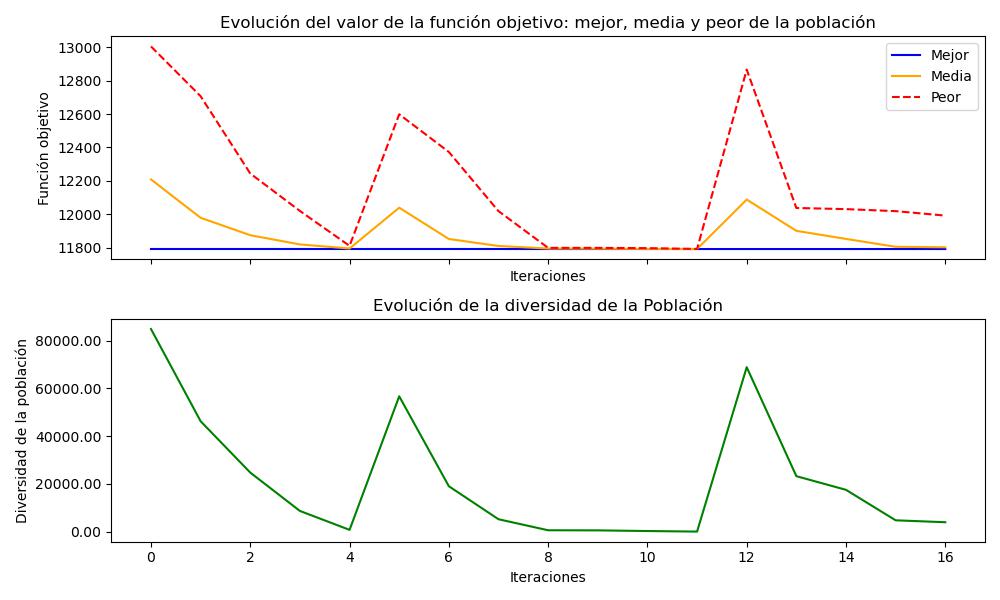 Evolución del valor de la función objetivo: mejor, media y peor de la población
Función objetivo
13000
12800
12600
12400
12200
12000
11800
Mejor
Media
Peor
Iteraciones
Evolución de la diversidad de la Población
Diversidad de la población
80000.00
60000.00
40000.00
20000.00
0.00
0 2 4 6 8 10 12 14 16
Iteraciones